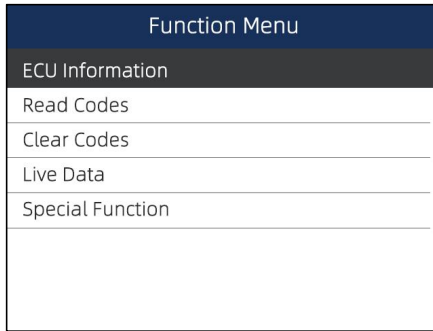 Function Menu
ECU Information
Read Codes
Clear Codes
Live Data
Special Function